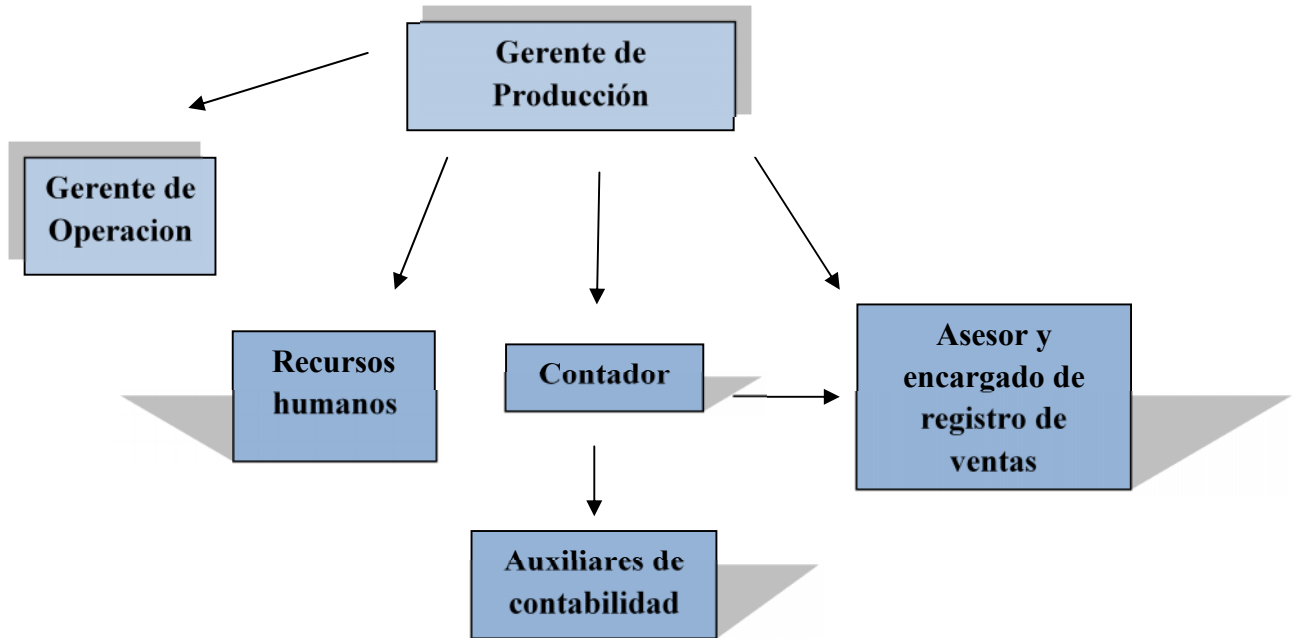 Gerente de
Producción
Gerente de
Operacion
Recursos
humanos
Contador
Asesor y
encargado de
registro de
ventas
Auxiliares de
contabilidad